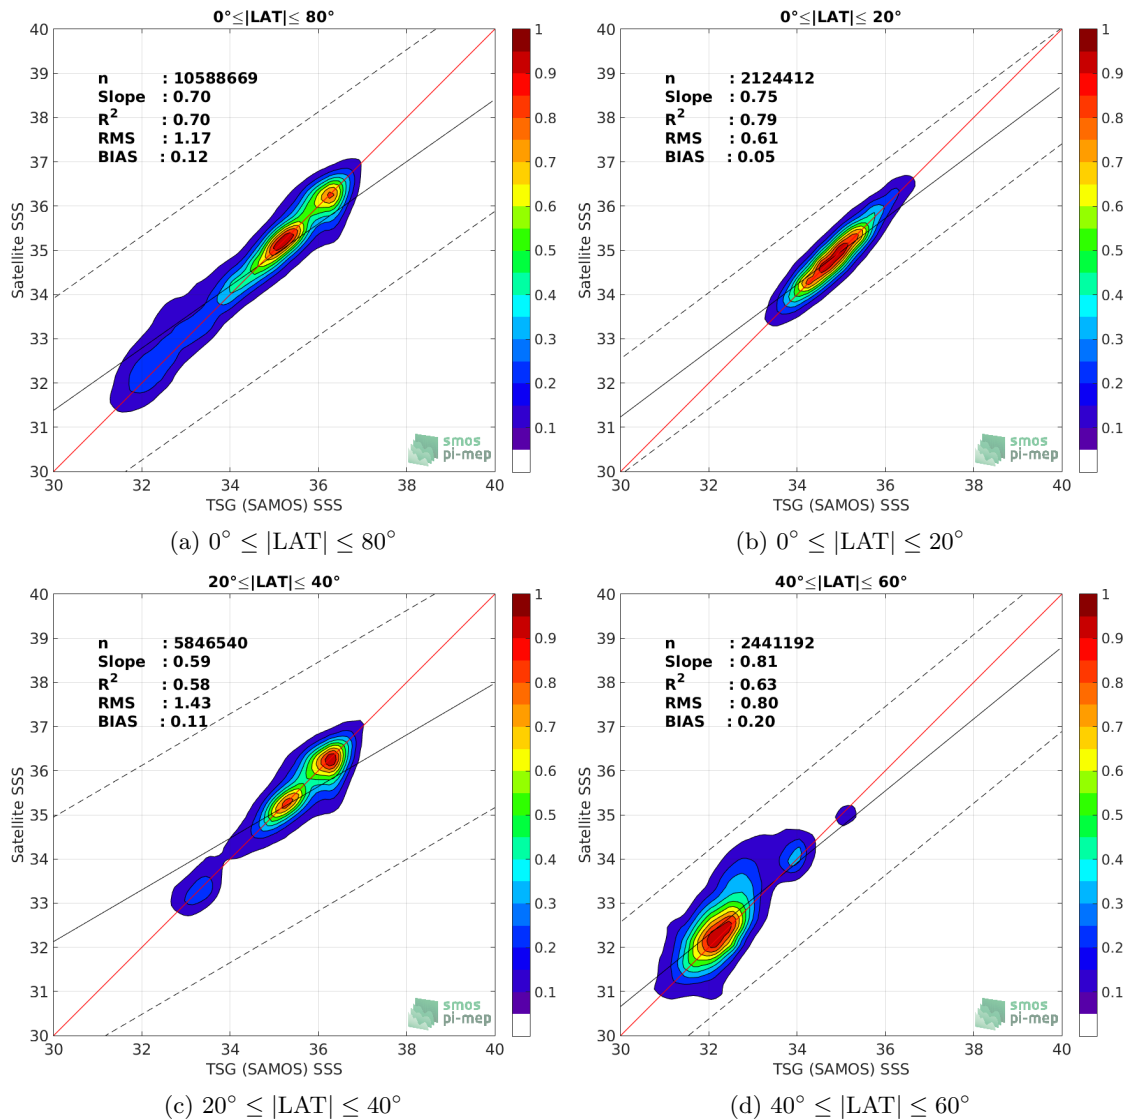 0°≤|LAT|≤ 80°
n : 10588669
Slope : 0.70
R² : 0.70
RMS : 1.17
BIAS : 0.12
Satellite SSS
40
39
38
37
36
35
34
33
32
31
30
30 32 34 36 38 40
TSG (SAMOS) SSS
1
0.9
0.8
0.7
0.6
0.5
0.4
0.3
0.2
0.1
smos
pi-mep
(a) 0° ≤ |LAT| ≤ 80°
0°≤|LAT|≤ 20°
n : 2124412
Slope : 0.75
R² : 0.79
RMS : 0.61
BIAS : 0.05
Satellite SSS
40
39
38
37
36
35
34
33
32
31
30
30 32 34 36 38 40
TSG (SAMOS) SSS
1
0.9
0.8
0.7
0.6
0.5
0.4
0.3
0.2
0.1
smos
pi-mep
(b) 0° ≤ |LAT| ≤ 20°
20°≤|LAT|≤ 40°
n : 5846540
Slope : 0.59
R² : 0.58
RMS : 1.43
BIAS : 0.11
Satellite SSS
40
39
38
37
36
35
34
33
32
31
30
30 32 34 36 38 40
TSG (SAMOS) SSS
1
0.9
0.8
0.7
0.6
0.5
0.4
0.3
0.2
0.1
smos
pi-mep
(c) 20° ≤ |LAT| ≤ 40°
40°≤|LAT|≤ 60°
n : 2441192
Slope : 0.81
R² : 0.63
RMS : 0.80
BIAS : 0.20
Satellite SSS
40
39
38
37
36
35
34
33
32
31
30
30 32 34 36 38 40
TSG (SAMOS) SSS
1
0.9
0.8
0.7
0.6
0.5
0.4
0.3
0.2
0.1
smos
pi-mep
(d) 40° ≤ |LAT| ≤ 60°